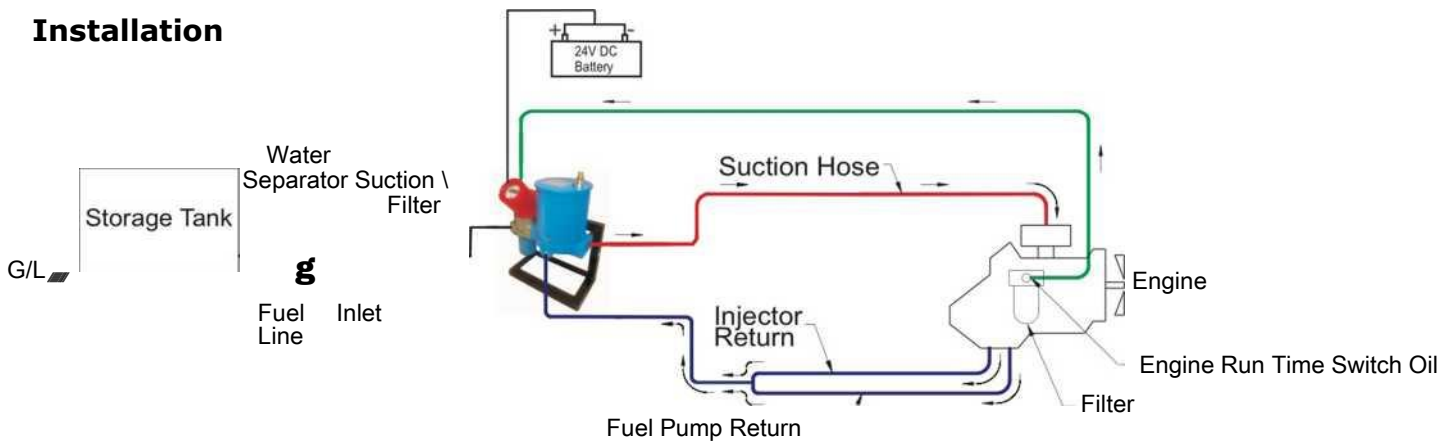 Installation
+ -
24V DC
Battery
Water
Separator Suction \
Filter
Storage Tank
G/L
g
Fuel Inlet
Line
Suction Hose
Engine
Injector
Return
Engine Run Time Switch Oil
Filter
Fuel Pump Return